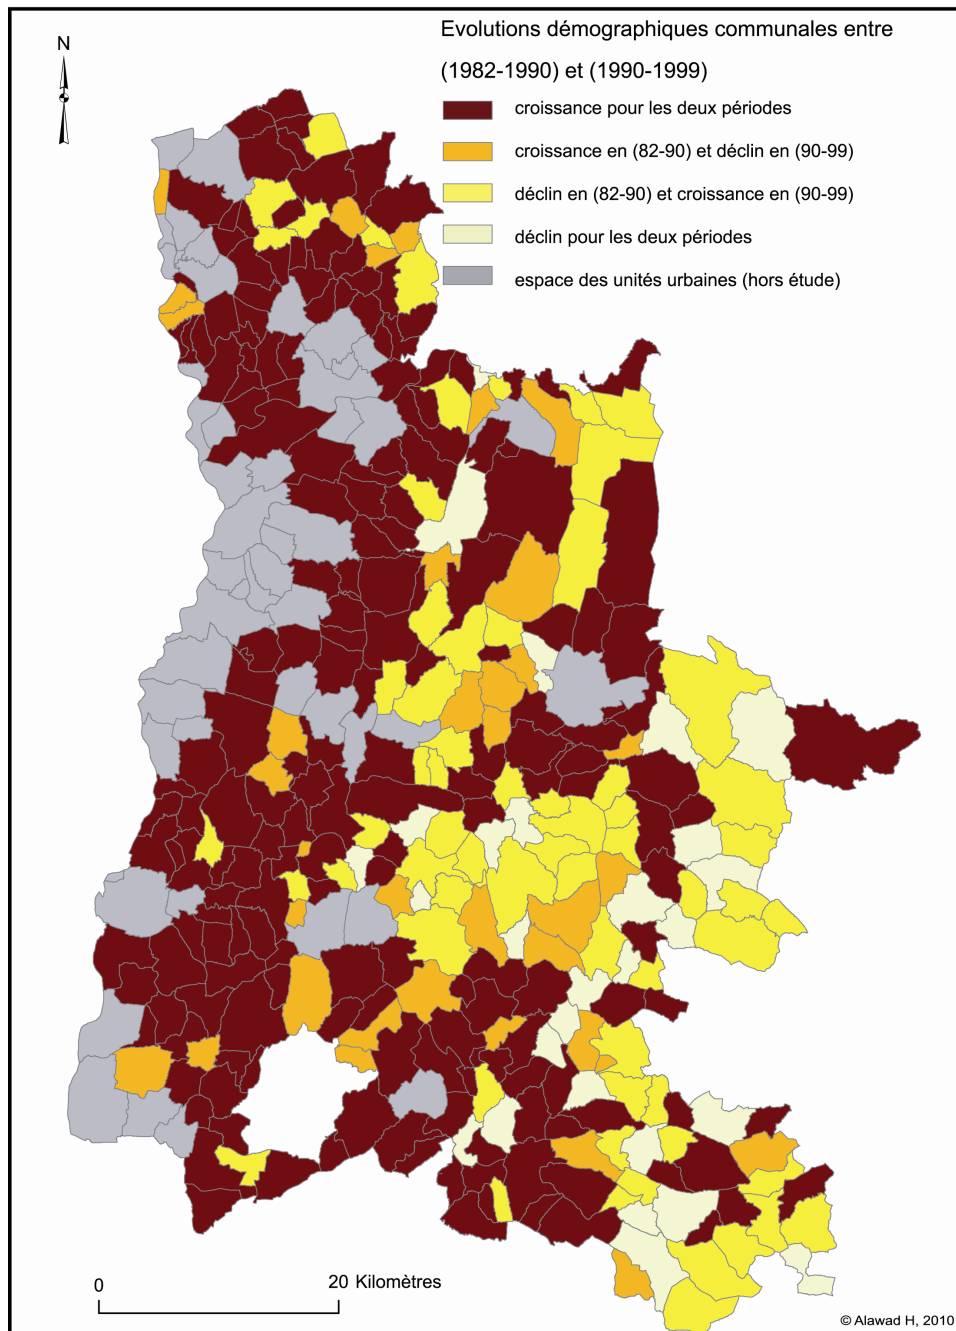 Evolutions démographiques communales entre
(1982-1990) et (1990-1999)
N
croissance pour les deux périodes
croissance en (82-90) et déclin en (90-99)
déclin en (82-90) et croissance en (90-99)
déclin pour les deux périodes
espace des unités urbaines (hors étude)
0 20 Kilomètres
© Alawad H, 2010